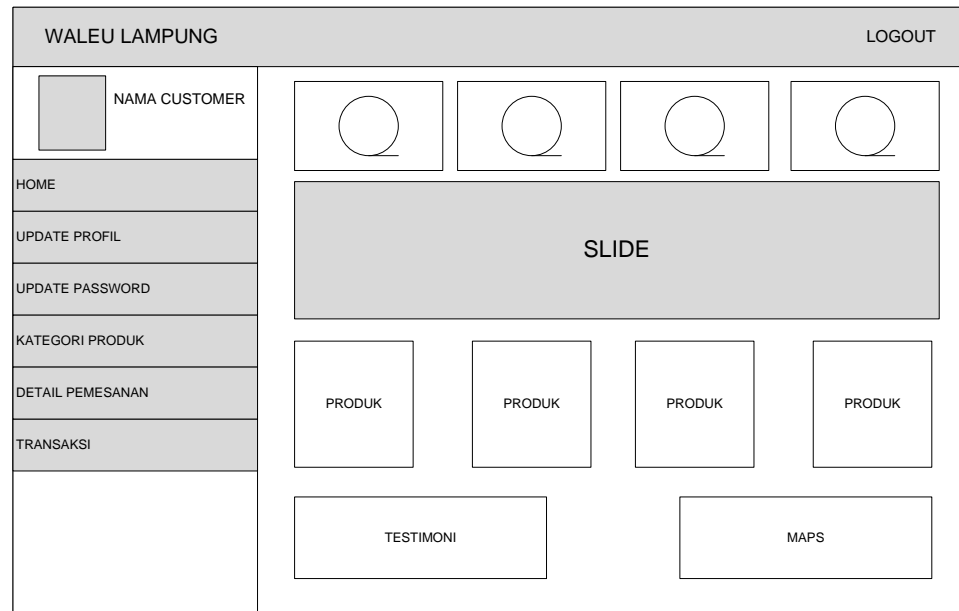 WALEU LAMPUNG
LOGOUT
NAMA CUSTOMER
HOME
UPDATE PROFIL
UPDATE PASSWORD
KATEGORI PRODUK
DETAIL PEMESANAN
TRANSAKSI
SLIDE
PRODUK
PRODUK
PRODUK
PRODUK
TESTIMONI
MAPS